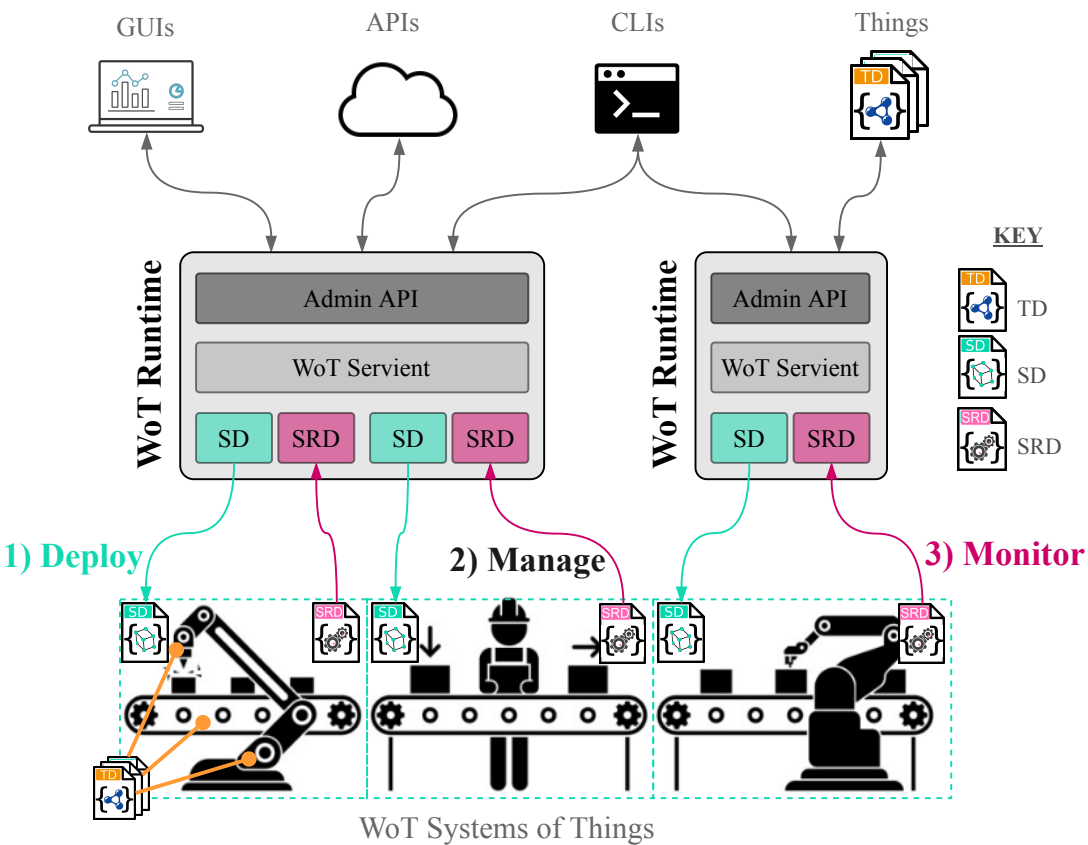 GUIs
APIs
CLIs
Things
TD
KEY
WoT Runtime
Admin API
WoT Servient
SD
SRD
SD
SRD
WoT Runtime
Admin API
WoT Servient
SD
SRD
TD
TD
SD
SD
SRD
SRD
1) Deploy
2) Manage
3) Monitor
SD
SRD
SD
SRD
SD
SRD
TD
WoT Systems of Things